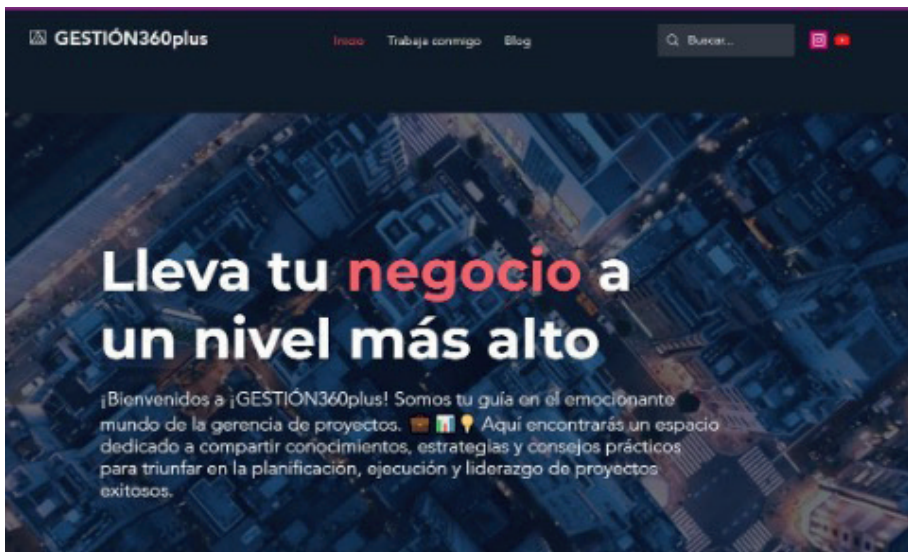 GESTIÓN360plus
Inicio Trabaja conmigo Blog
Buscar...
Lleva tu negocio a
un nivel más alto
¡Bienvenidos a ¡GESTIÓN360plus! Somos tu guía en el emocionante
mundo de la gerencia de proyectos. 💼 📊 💡 Aquí encontrarás un espacio
dedicado a compartir conocimientos, estrategias y consejos prácticos
para triunfar en la planificación, ejecución y liderazgo de proyectos
exitosos.